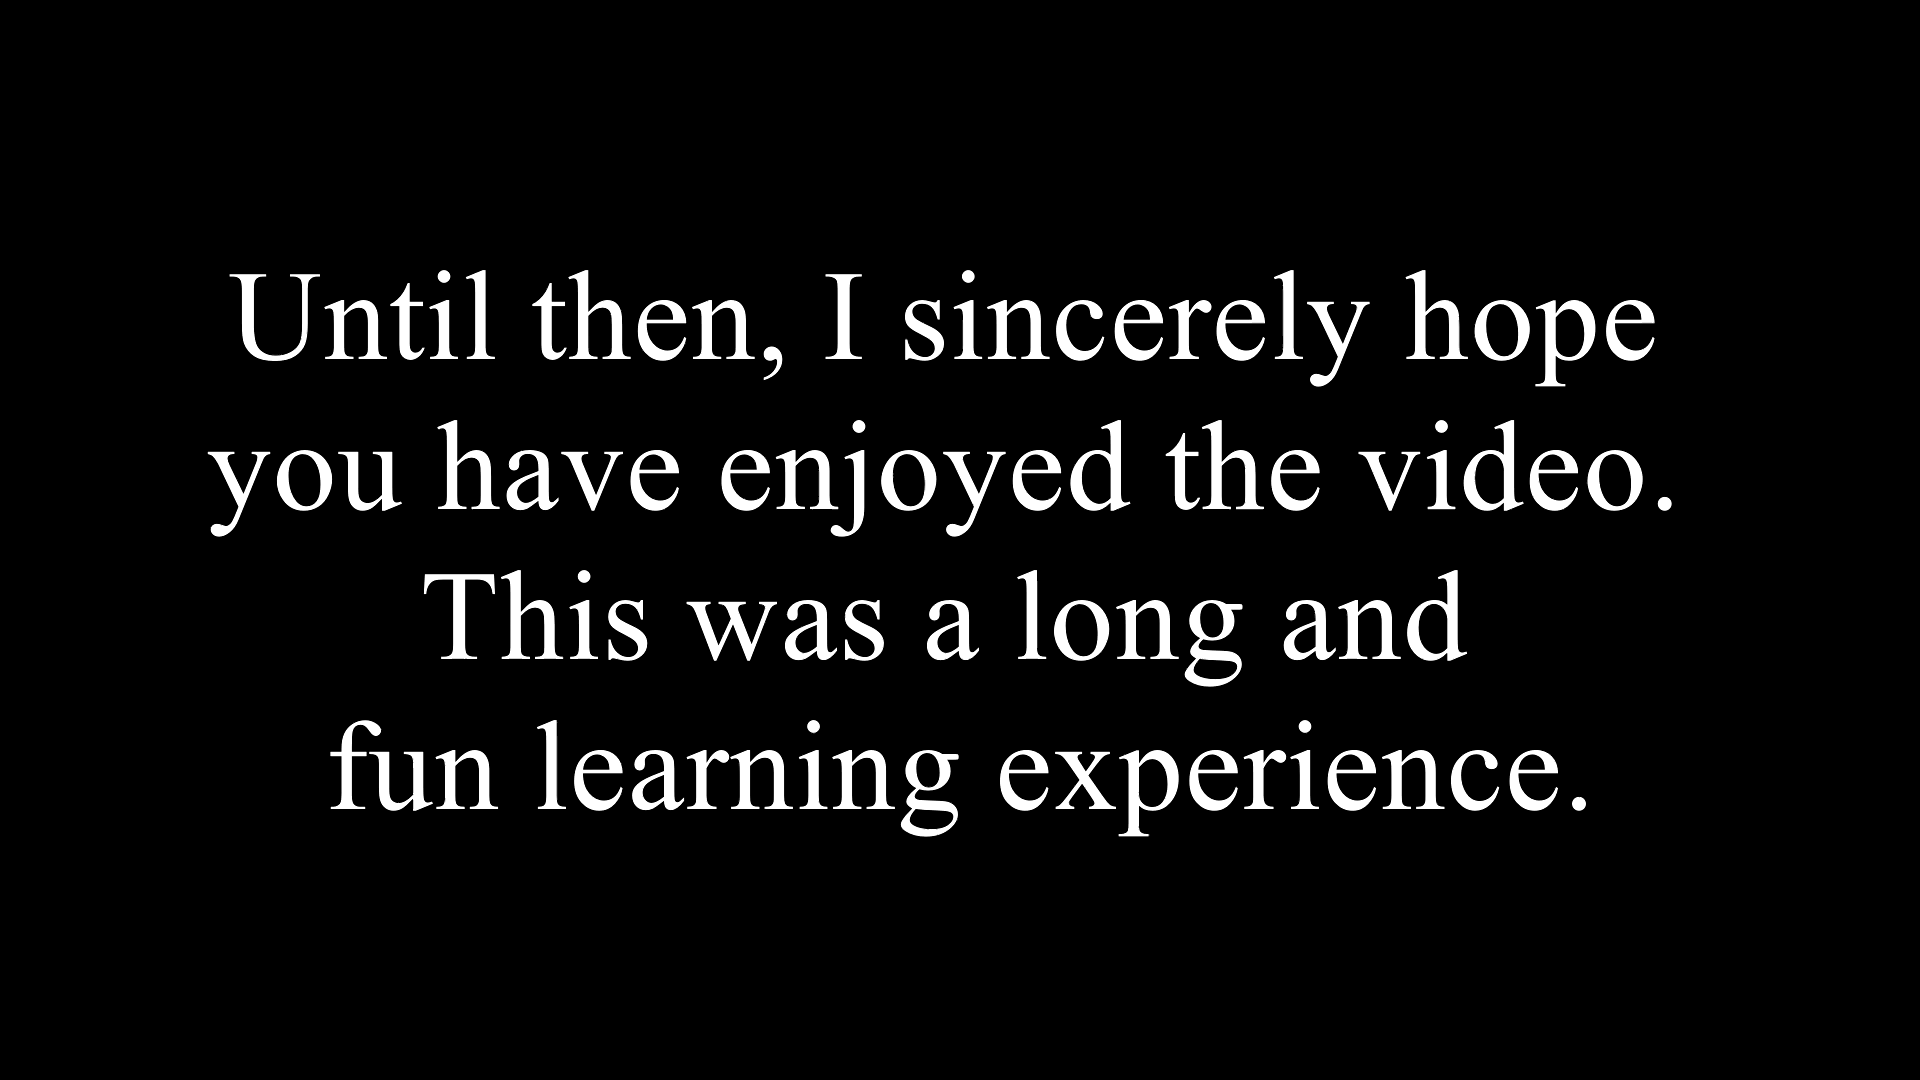 Until then, I sincerely hope
you have enjoyed the video.
This was a long and
fun learning experience.